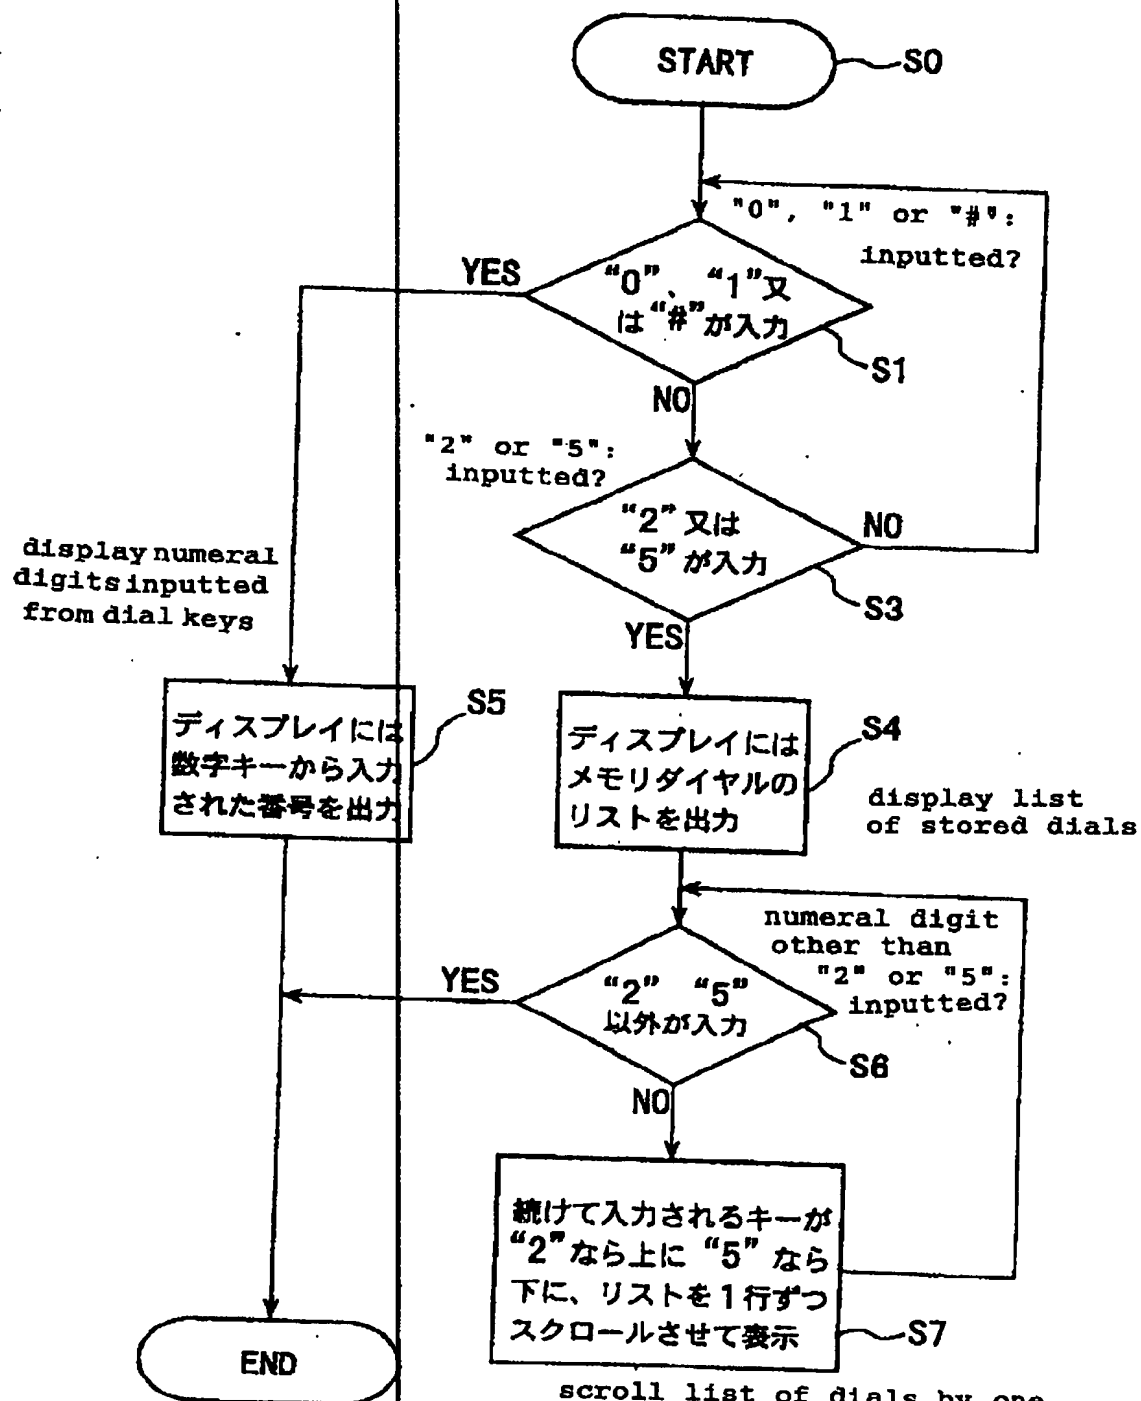 START
S0
"0", "1" or "#":
inputted?
YES
“0”、 “1”又
は“#”が入力
S1
NO
"2" or "5":
inputted?
“2” 又は
“5” が入力
NO
S3
YES
display numeral
digits inputted
from dial keys
ディスプレイには
数字キーから入力
された番号を出力
S5
ディスプレイには
メモリダイヤルの
リストを出力
S4
display list
of stored dials
numeral digit
other than
"2" or "5":
inputted?
YES
“2” “5”
以外が入力
S6
NO
続けて入力されるキーが
“2”なら上に “5” なら
下に、リストを1行ずつ
スクロールさせて表示
S7
END
scroll list of dials by one